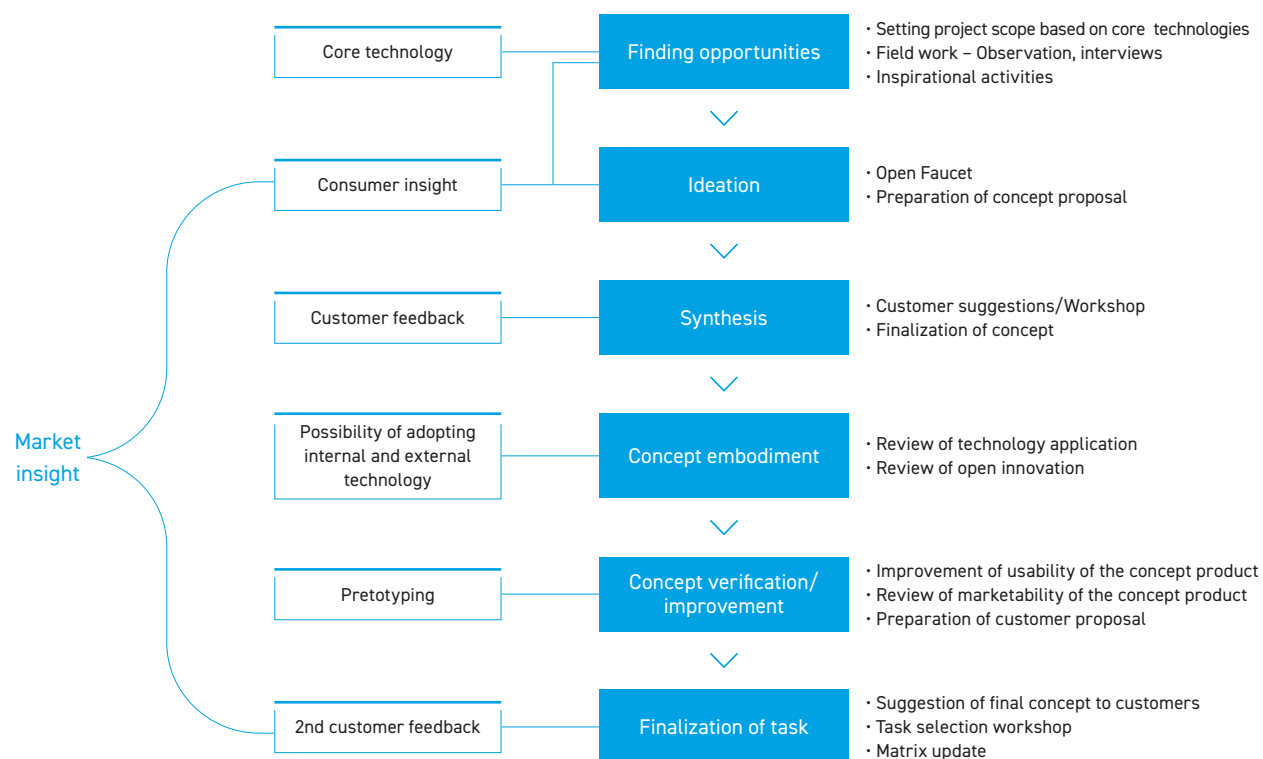 Core technology
Finding opportunities
· Setting project scope based on core technologies
· Field work – Observation, interviews
· Inspirational activities
Consumer insight
Ideation
· Open Faucet
· Preparation of concept proposal
Customer feedback
Synthesis
· Customer suggestions/Workshop
· Finalization of concept
Market
insight
Possibility of adopting
internal and external
technology
Concept embodiment
· Review of technology application
· Review of open innovation
Pretotyping
Concept verification/
improvement
· Improvement of usability of the concept product
· Review of marketability of the concept product
· Preparation of customer proposal
2nd customer feedback
Finalization of task
· Suggestion of final concept to customers
· Task selection workshop
· Matrix update